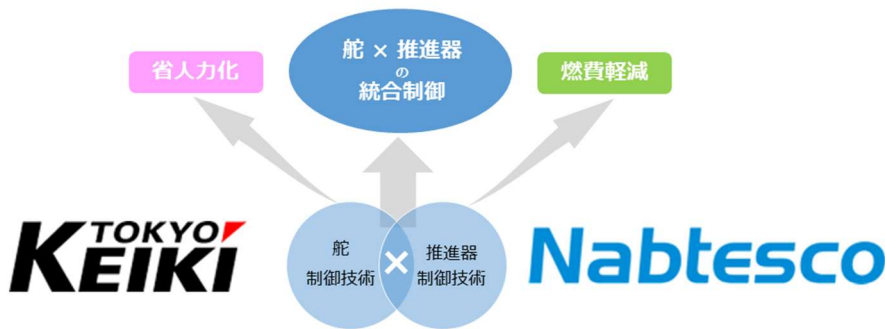 省人力化
舵 × 推進器
の
統合制御
燃費軽減
TOKYO
KEIKI
舵
制御技術
×
推進器
制御技術
Nabtesco